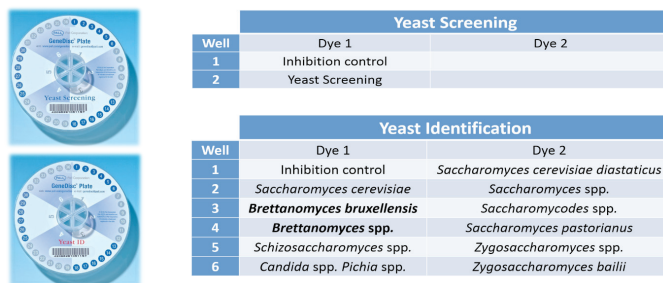 PALL
GeneDisc® Plate
Yeast Screening
PALL
GeneDisc® Plate
Yeast ID
Yeast Screening
Well Dye 1 Dye 2
1 Inhibition control
2 Yeast Screening
Yeast Identification
Well Dye 1 Dye 2
1 Inhibition control Saccharomyces cerevisiae diastaticus
2 Saccharomyces cerevisiae Saccharomyces spp.
3 Brettanomyces bruxellensis Saccharomycodes spp.
4 Brettanomyces spp. Saccharomyces pastorianus
5 Schizosaccharomyces spp. Zygosaccharomyces spp.
6 Candida spp. Pichia spp. Zygosaccharomyces bailii